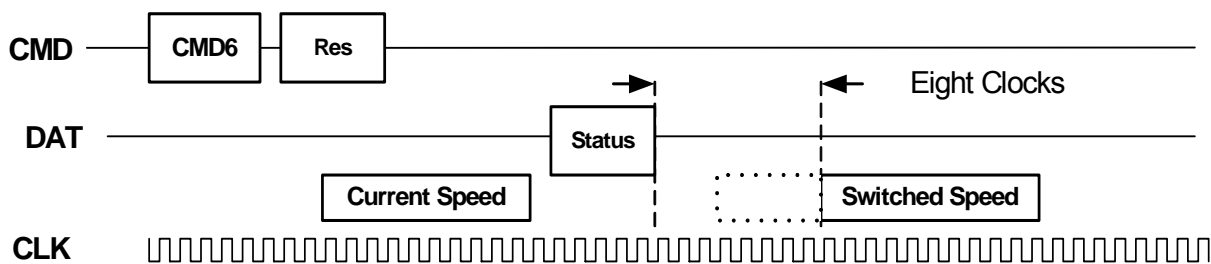 CMD CMD6 Res
Eight Clocks
DAT Status
Current Speed Switched Speed
CLK